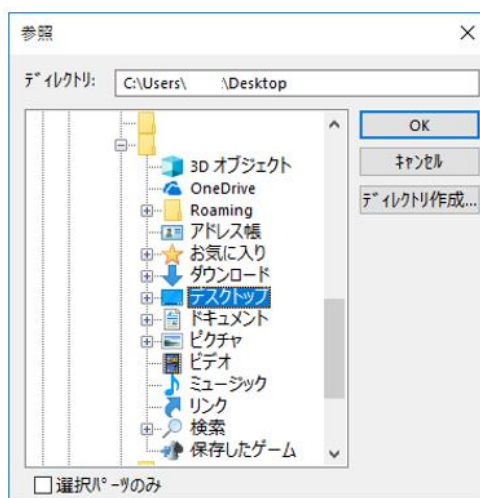 参照
ﾃﾞｨﾚｸﾄﾘ:
C:\Users\ :\Desktop
OK
ｷｬﾝｾﾙ
ﾃﾞｨﾚｸﾄﾘ作成...
3D オブジェクト
OneDrive
Roaming
アドレス帳
お気に入り
ダウンロード
デスクトップ
ドキュメント
ピクチャ
ビデオ
ミュージック
リンク
検索
保存したゲーム
選択ﾊﾟｰﾂのみ